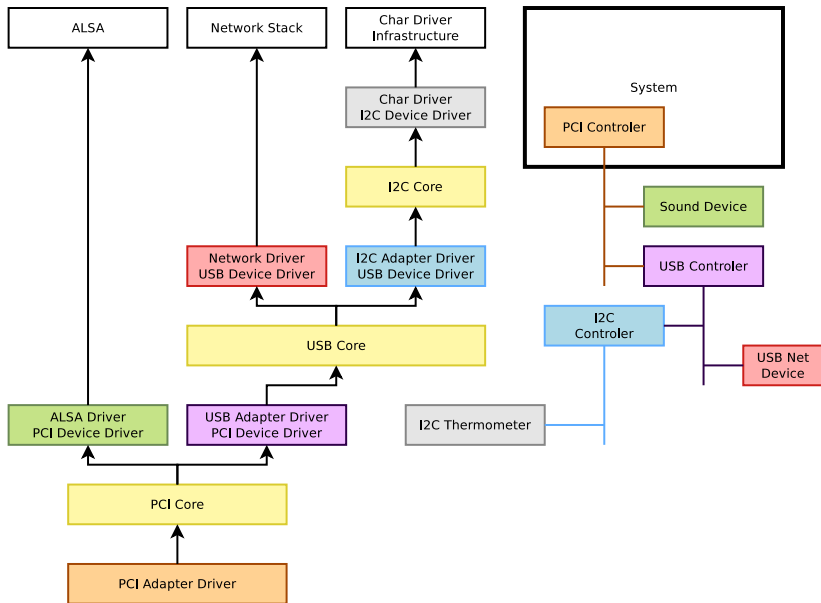 ALSA
Network Stack
Char Driver
Infrastructure
System
Char Driver
I2C Device Driver
PCI Controler
I2C Core
Sound Device
Network Driver
USB Device Driver
I2C Adapter Driver
USB Device Driver
USB Controler
I2C
Controler
USB Core
USB Net
Device
ALSA Driver
PCI Device Driver
USB Adapter Driver
PCI Device Driver
I2C Thermometer
PCI Core
PCI Adapter Driver